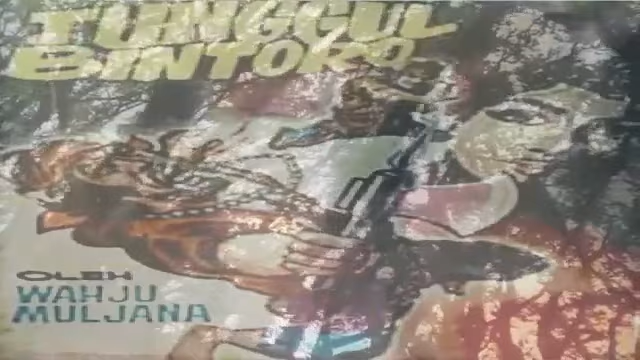 TUNGGUL
BINTORO
OLEH
WAHJU
MULJANA